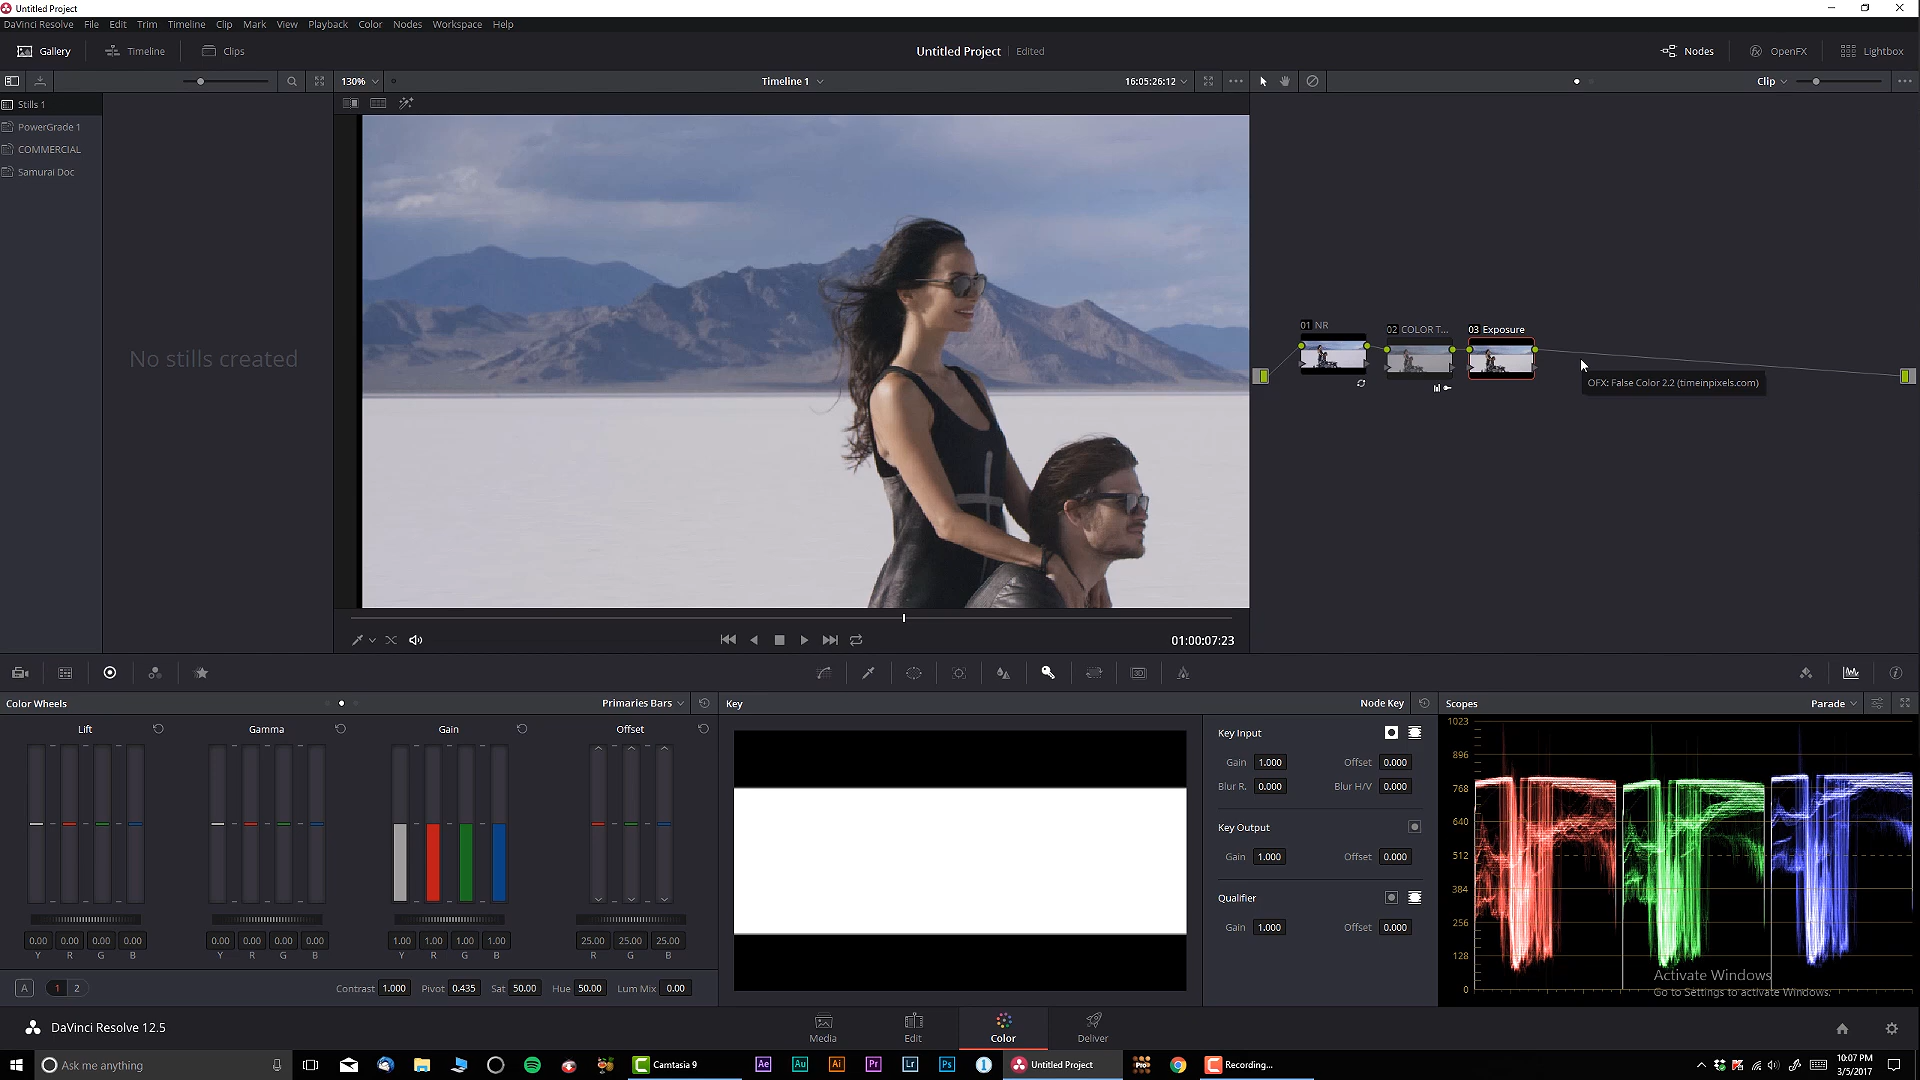 Untitled Project
DaVinci Resolve File Edit Trim Timeline Clip Mark View Playback Color Nodes Workspace Help
Gallery Timeline Clips Untitled Project Edited Nodes OpenFX Lightbox
130% Timeline 1 16:05:26:12 Clip
Stills 1
PowerGrade 1
COMMERCIAL
Samurai Doc
No stills created
01 NR 02 COLOR T... 03 Exposure
OFX: False Color 2.2 (timeinpixels.com)
01:00:07:23
Color Wheels Primaries Bars Key Node Key Scopes Parade
Lift Gamma Gain Offset
Key Input
Gain 1.000 Offset 0.000
Blur R. 0.000 Blur H/V 0.000
Key Output
Gain 1.000 Offset 0.000
Qualifier
Gain 1.000 Offset 0.000
1023
896
768
640
512
384
256
128
0
0.00 0.00 0.00 0.00 0.00 0.00 0.00 0.00 1.00 1.00 1.00 1.00 25.00 25.00 25.00
Y R G B Y R G B Y R G B R G B
A 1 2 Contrast 1.000 Pivot 0.435 Sat 50.00 Hue 50.00 Lum Mix 0.00
Activate Windows
Go to Settings to activate Windows.
DaVinci Resolve 12.5 Media Edit Color Deliver
Ask me anything Camtasia 9 Ae Au Ai Pr Lr Ps Untitled Project Recording... 10:07 PM
3/5/2017